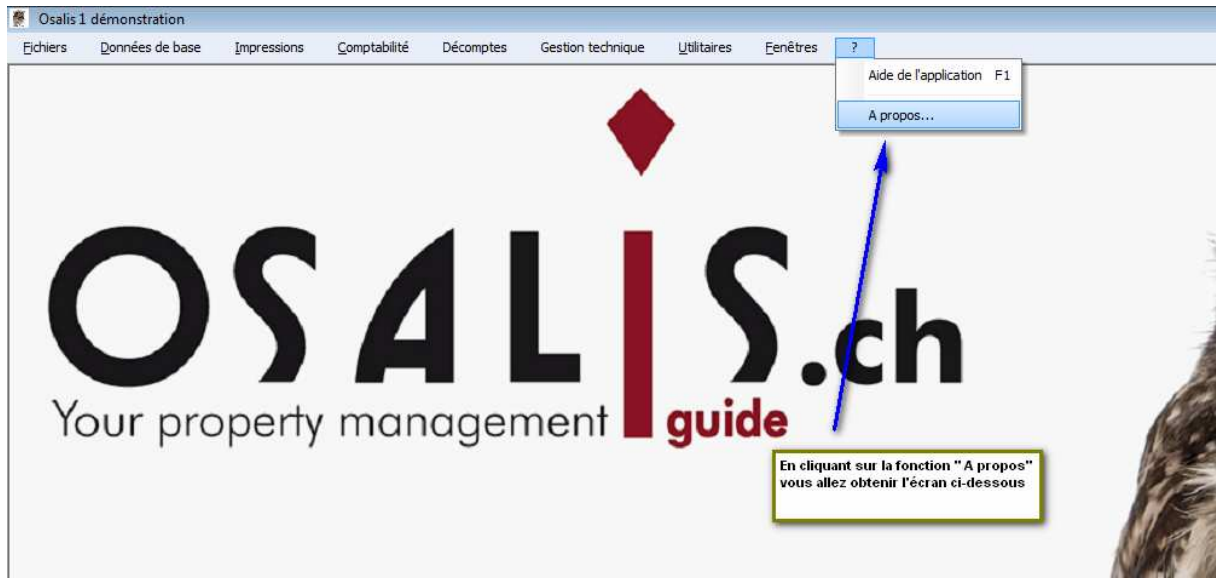 Osalis 1 démonstration
Fichiers Données de base Impressions Comptabilité Décomptes Gestion technique Utilitaires Fenêtres ?
Aide de l'application F1
A propos...
OSALIS.ch
Your property management guide
En cliquant sur la fonction "A propos"
vous allez obtenir l'écran ci-dessous